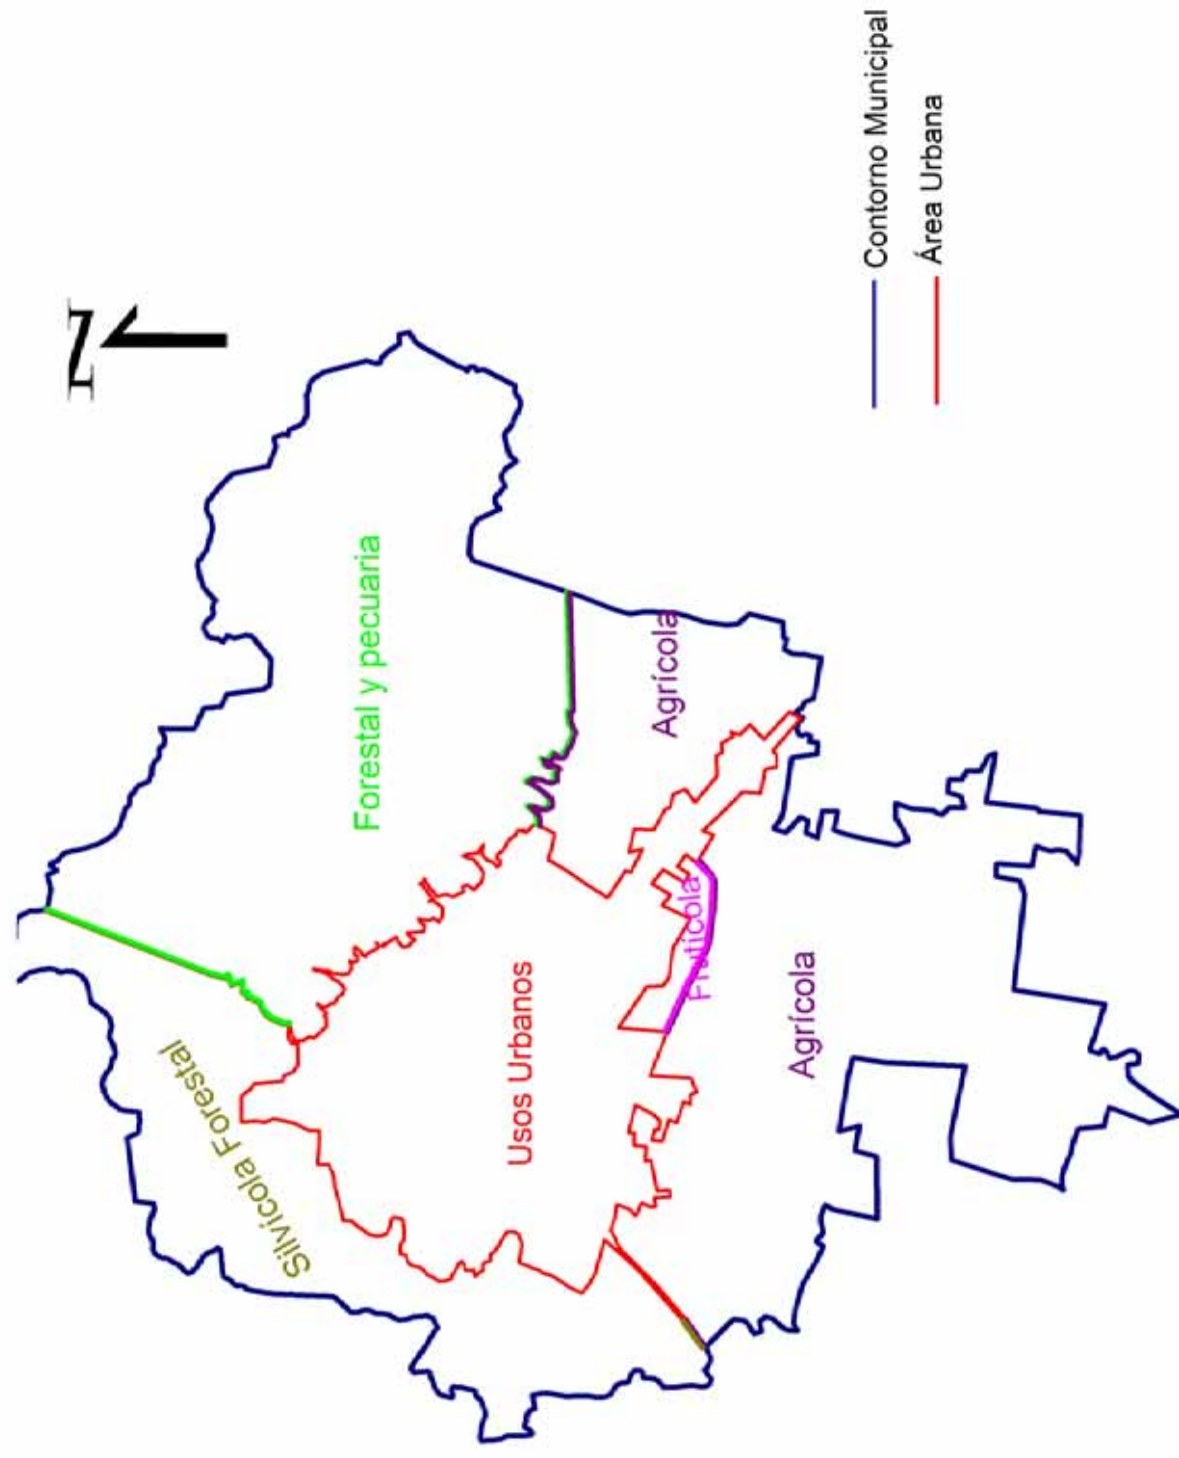 N
Silvícola Forestal
Forestal y pecuaria
Usos Urbanos
Agrícola
Frutícola
Agrícola
Contorno Municipal
Área Urbana